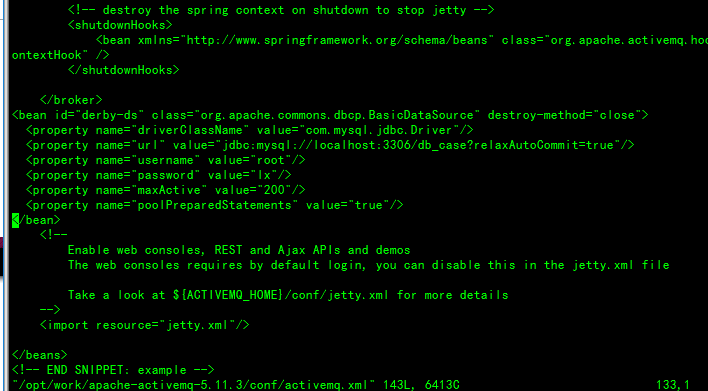 <!-- destroy the spring context on shutdown to stop jetty -->
<shutdownHooks>
<bean xmlns="http://www.springframework.org/schema/beans" class="org.apache.activemq.hoo
ontextHook" />
</shutdownHooks>
</broker>
<bean id="derby-ds" class="org.apache.commons.dbcp.BasicDataSource" destroy-method="close">
<property name="driverClassName" value="com.mysql.jdbc.Driver"/>
<property name="url" value="jdbc:mysql://localhost:3306/db_case?relaxAutoCommit=true"/>
<property name="username" value="root"/>
<property name="password" value="lx"/>
<property name="maxActive" value="200"/>
<property name="poolPreparedStatements" value="true"/>
</bean>
<!--
Enable web consoles, REST and Ajax APIs and demos
The web consoles requires by default login, you can disable this in the jetty.xml file
Take a look at ${ACTIVEMQ_HOME}/conf/jetty.xml for more details
-->
<import resource="jetty.xml"/>
</beans>
<!-- END SNIPPET: example -->
"/opt/work/apache-activemq-5.11.3/conf/activemq.xml" 143L, 6413C 133,1